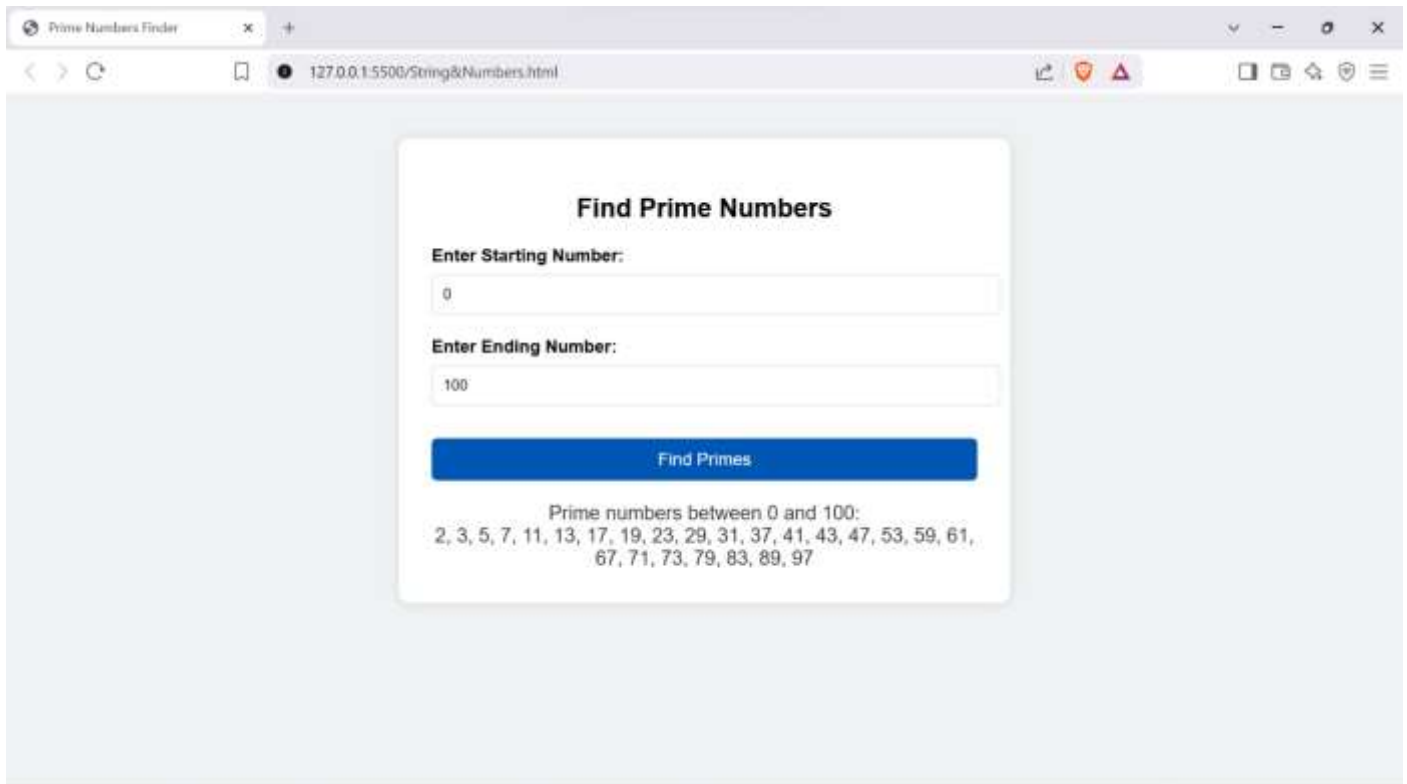 Prime Numbers Finder
127.0.0.1:5500/String&Numbers.html
Find Prime Numbers
Enter Starting Number:
0
Enter Ending Number:
100
Find Primes
Prime numbers between 0 and 100:
2, 3, 5, 7, 11, 13, 17, 19, 23, 29, 31, 37, 41, 43, 47, 53, 59, 61,
67, 71, 73, 79, 83, 89, 97